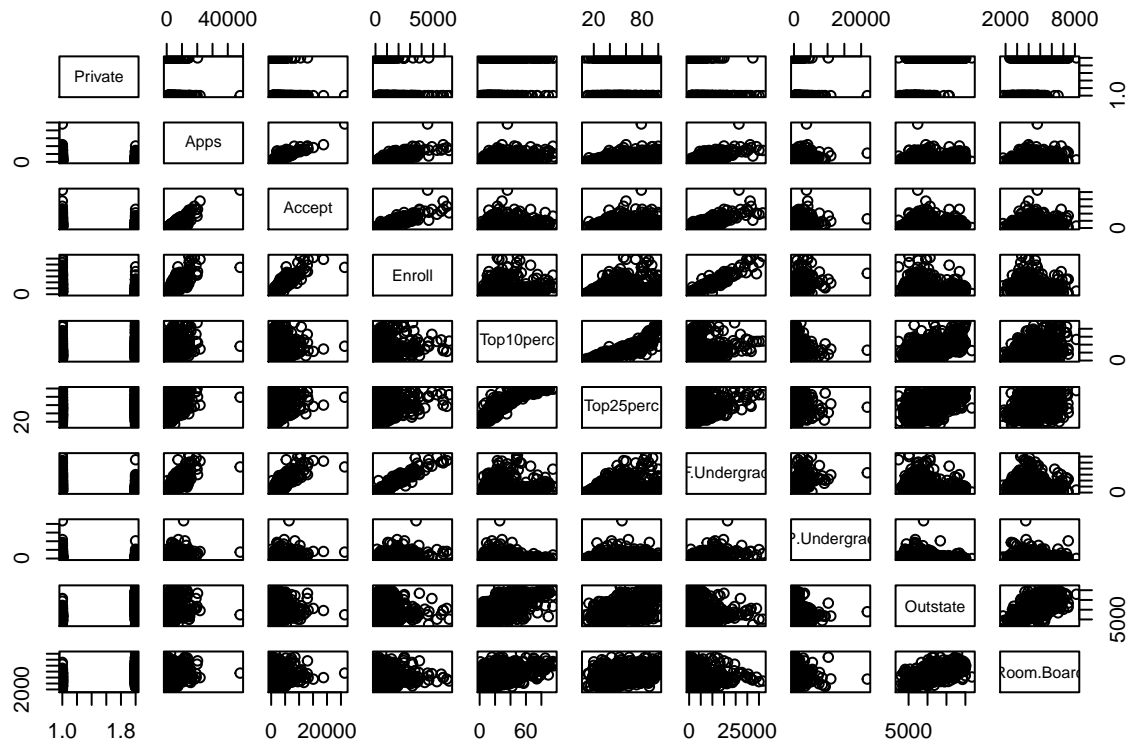 0 40000 0 5000 20 80 0 20000 2000 8000
Private
1.0
Apps
0
Accept
0
Enroll
0
Top10perc
0
Top25perc
20
F.Undergrad
0
P.Undergrad
0
Outstate
5000
Room.Board
2000
1.0 1.8 0 20000 0 60 0 25000 5000